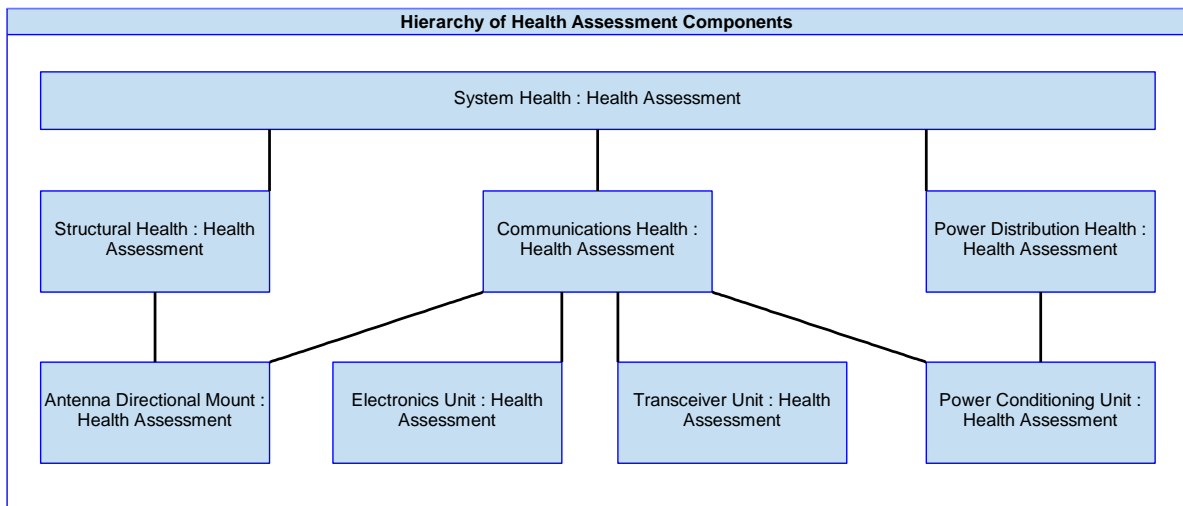 Hierarchy of Health Assessment Components
System Health : Health Assessment
Structural Health : Health
Assessment
Communications Health :
Health Assessment
Power Distribution Health :
Health Assessment
Antenna Directional Mount :
Health Assessment
Electronics Unit : Health
Assessment
Transceiver Unit : Health
Assessment
Power Conditioning Unit :
Health Assessment